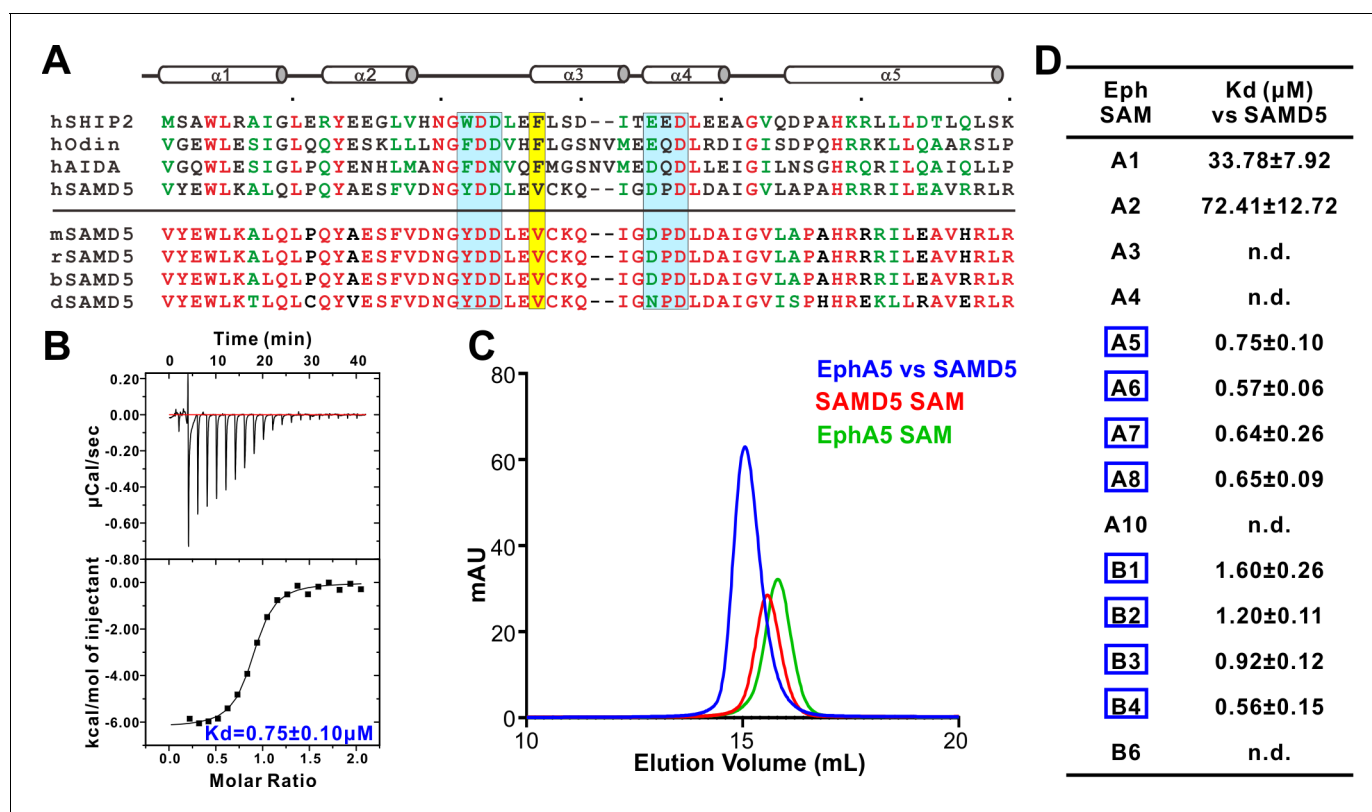 A
α1 α2 α3 α4 α5
hSHIP2 MSAWLRAIGLERYEEGLVHNGWDDLEFLSD--ITEEDLEEAGVQDPAHKRLLLDTLQLSK
hOdin VGEWLESIGLQQYESKLLLNGFDDVHFLGSNVMEEQDLRDIGISDPQHRRKLLQAARSLP
hAIDA VGQWLESIGLPQYENHLMANGFDNVQFMGSNVMEDQDLLEIGILNSGHRQRILQAIQLLP
hSAMD5 VYEWLKALQLPQYAESFVDNGYDDLEVCKQ--IGDPDLDAIGVLAPAHRRRILEAVRRLR
mSAMD5 VYEWLKALQLPQYAESFVDNGYDDLEVCKQ--IGDPDLDAIGVLAPAHRRRILEAVHRLR
rSAMD5 VYEWLKALQLPQYAESFVDNGYDDLEVCKQ--IGDPDLDAIGVLAPAHRRRILEAVRRLR
bSAMD5 VYEWLKALQLPQYAESFVDNGYDDLEVCKQ--IGDPDLDAIGVLAPAHRRRILEAVRRLR
dSAMD5 VYEWLKTLQLCQYVESFVDNGYDDLEVCKQ--IGNPDLDAIGVISPHHREKLLRAVERLR
B
Time (min)
0 10 20 30 40
0.20
0.00
-0.20
-0.40
-0.60
-0.80
µCal/sec
0.00
-2.00
-4.00
-6.00
kcal/mol of injectant
Kd=0.75±0.10µM
0.0 0.5 1.0 1.5 2.0
Molar Ratio
C
EphA5 vs SAMD5
SAMD5 SAM
EphA5 SAM
80
60
40
20
0
mAU
10 15 20
Elution Volume (mL)
D
Eph Kd (µM)
SAM vs SAMD5
A1 33.78±7.92
A2 72.41±12.72
A3 n.d.
A4 n.d.
A5 0.75±0.10
A6 0.57±0.06
A7 0.64±0.26
A8 0.65±0.09
A10 n.d.
B1 1.60±0.26
B2 1.20±0.11
B3 0.92±0.12
B4 0.56±0.15
B6 n.d.